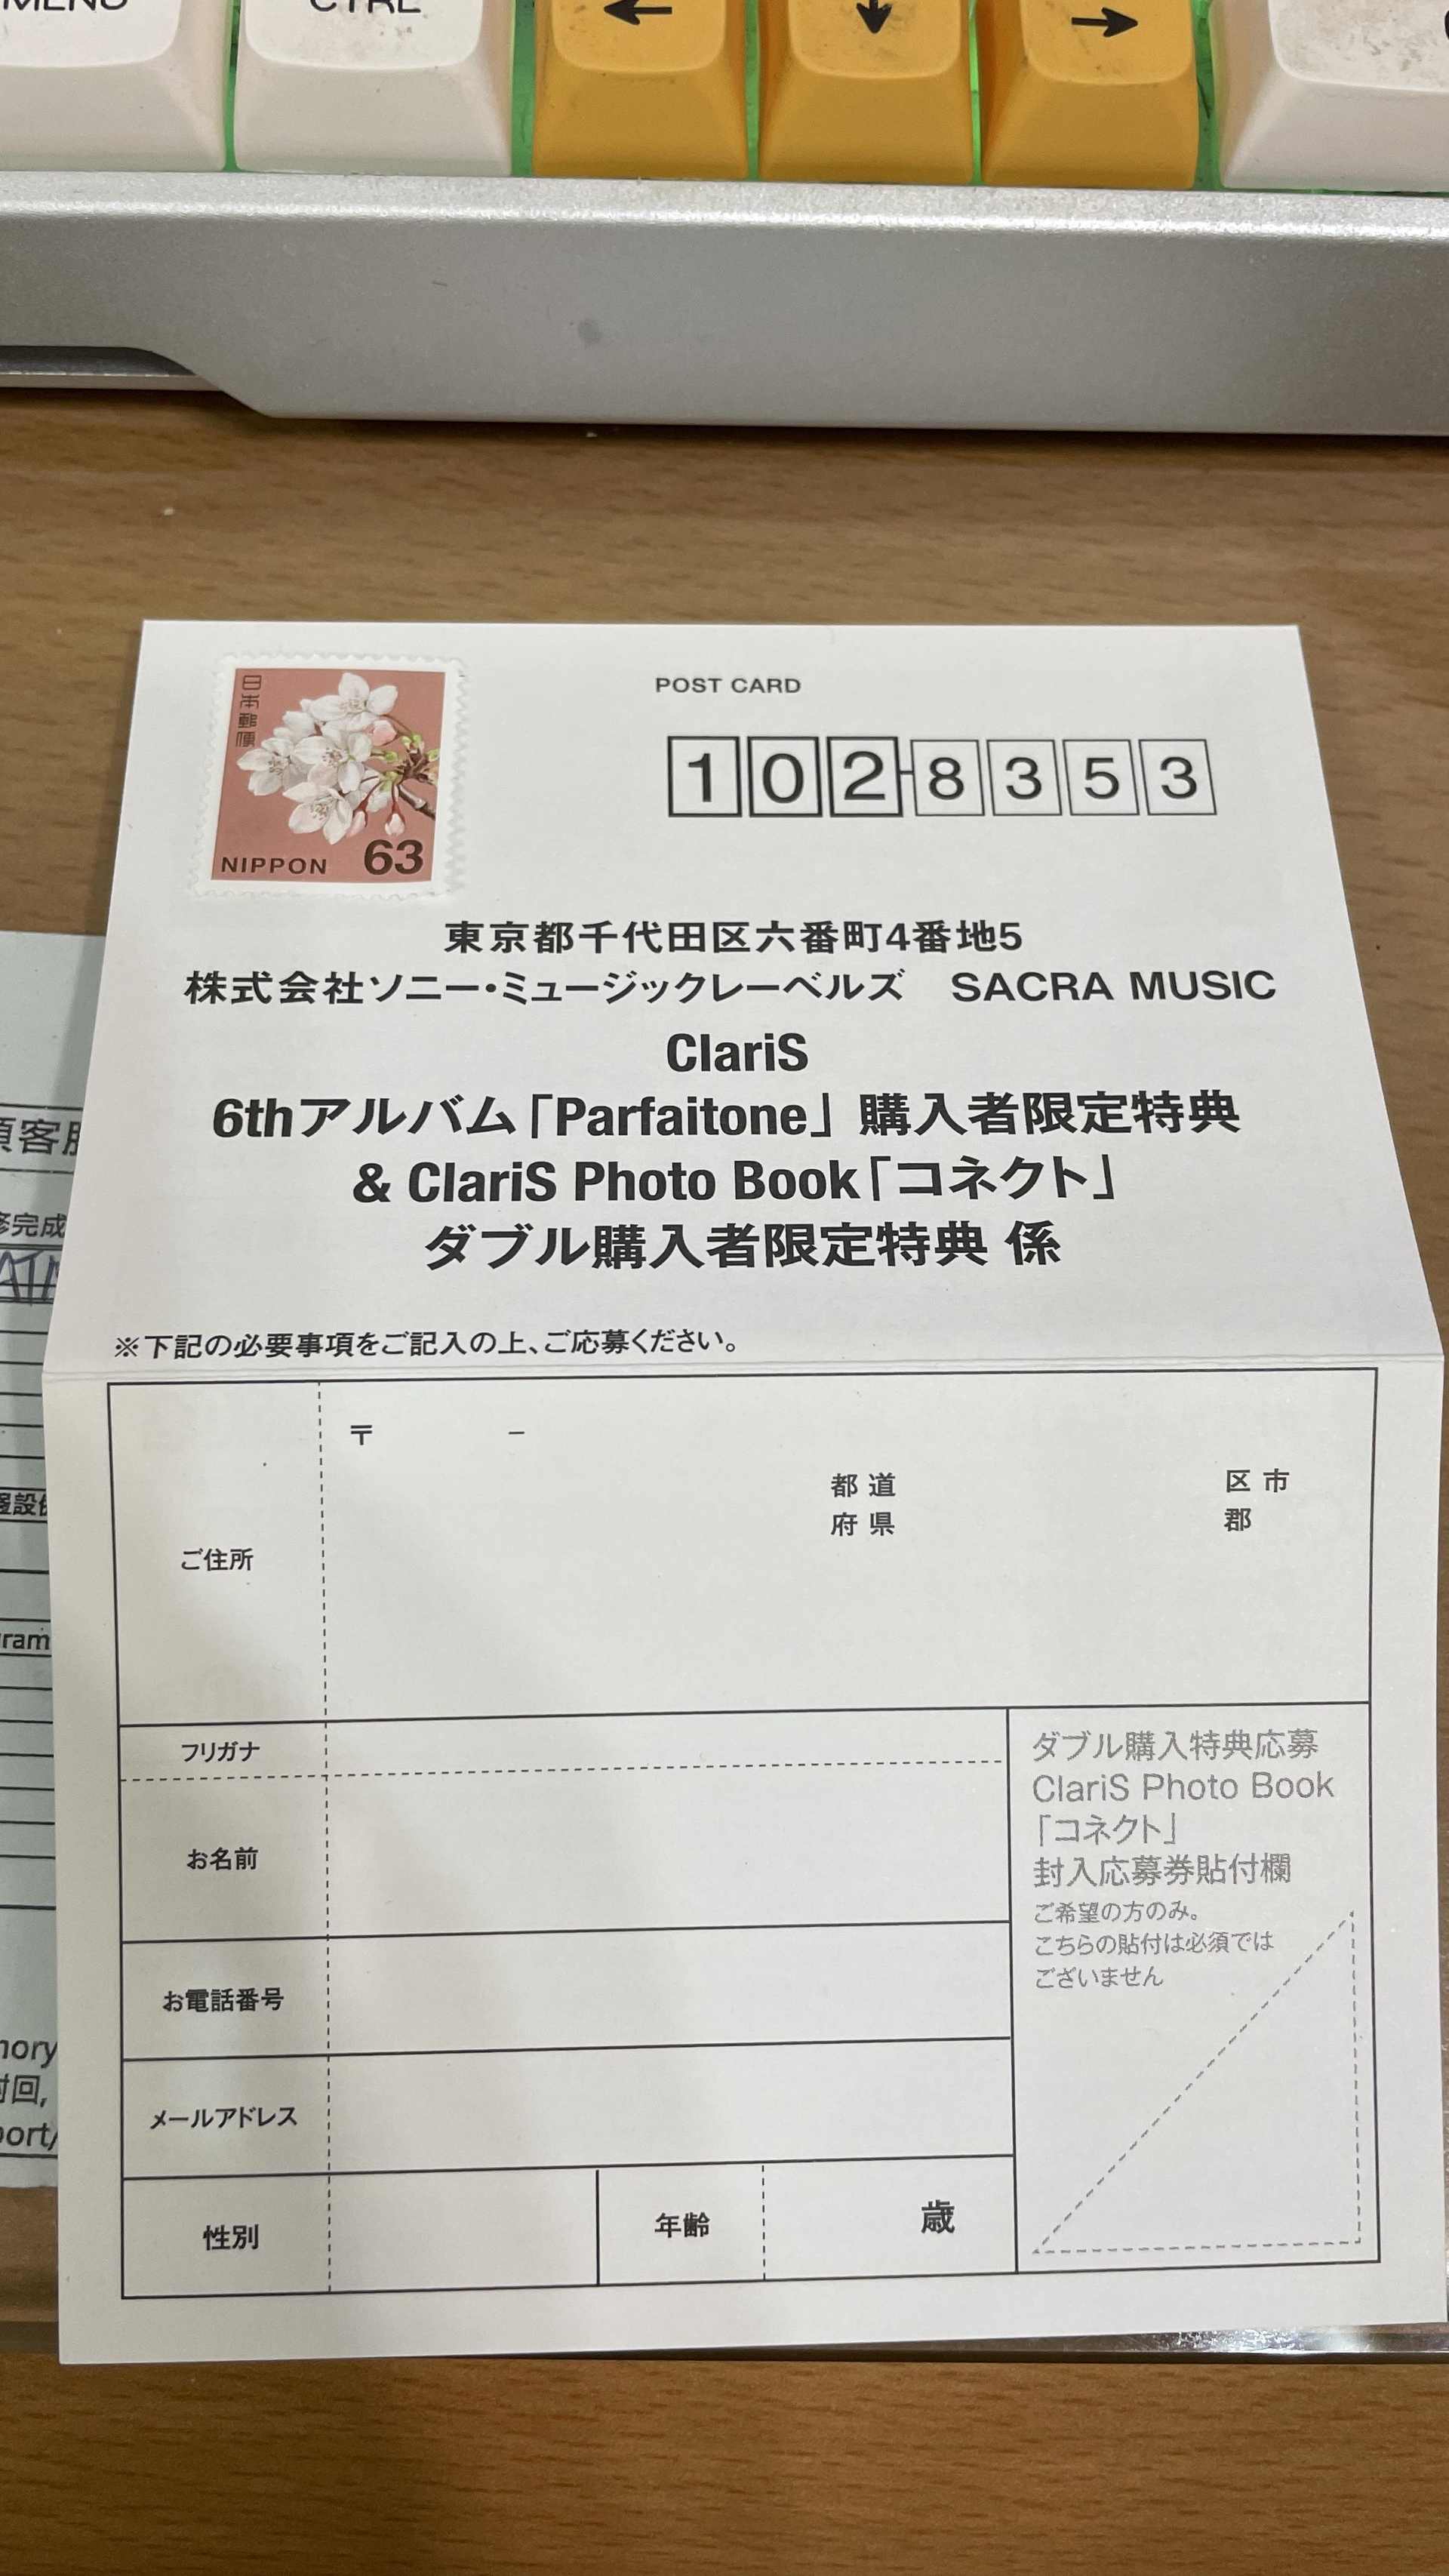 MENU
CTRL
←
↓
→
日本郵便
NIPPON 63
POST CARD
102-8353
東京都千代田区六番町4番地5
株式会社ソニー・ミュージックレーベルズ　SACRA MUSIC
ClariS
6thアルバム「Parfaitone」購入者限定特典
& ClariS Photo Book「コネクト」
ダブル購入者限定特典 係
※下記の必要事項をご記入の上、ご応募ください。
〒　　　－
都 道
府 県
区 市
郡
ご住所
フリガナ
お名前
お電話番号
メールアドレス
性別
年齢
歳
ダブル購入特典応募
ClariS Photo Book
「コネクト」
封入応募券貼付欄
ご希望の方のみ。
こちらの貼付は必須では
ございません
完成
ram
ort/